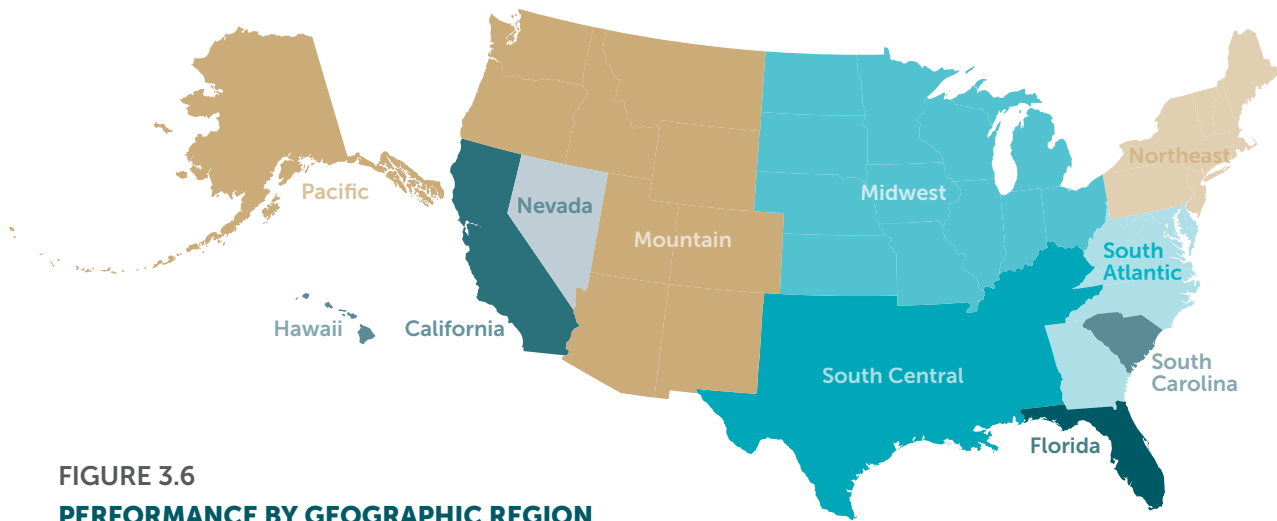 Northeast
Pacific
Midwest
Nevada
Mountain
South
Atlantic
Hawaii
California
South Central
South
Carolina
Florida
FIGURE 3.6
PERFORMANCE BY GEOGRAPHIC REGION